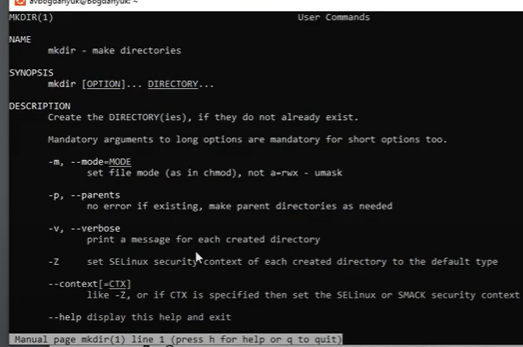 avbogdanyuk@Bogdanyuk: ~
MKDIR(1) User Commands
NAME
mkdir - make directories
SYNOPSIS
mkdir [OPTION]... DIRECTORY...
DESCRIPTION
Create the DIRECTORY(ies), if they do not already exist.
Mandatory arguments to long options are mandatory for short options too.
-m, --mode=MODE
set file mode (as in chmod), not a=rwx - umask
-p, --parents
no error if existing, make parent directories as needed
-v, --verbose
print a message for each created directory
-Z set SELinux security context of each created directory to the default type
--context[=CTX]
like -Z, or if CTX is specified then set the SELinux or SMACK security context
--help display this help and exit
Manual page mkdir(1) line 1 (press h for help or q to quit)